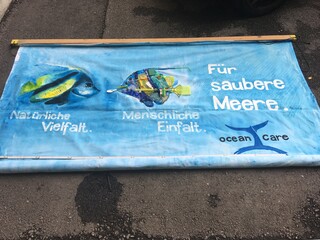 Natürliche
Vielfalt.
Menschliche
Einfalt.
Für
saubere
Meere.
ocean care